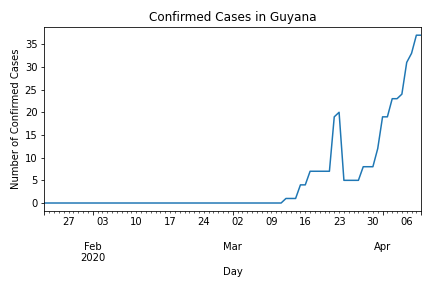 Confirmed Cases in Guyana
Number of Confirmed Cases
35
30
25
20
15
10
5
0
27 03 10 17 24 02 09 16 23 30 06
Feb Mar Apr
2020
Day